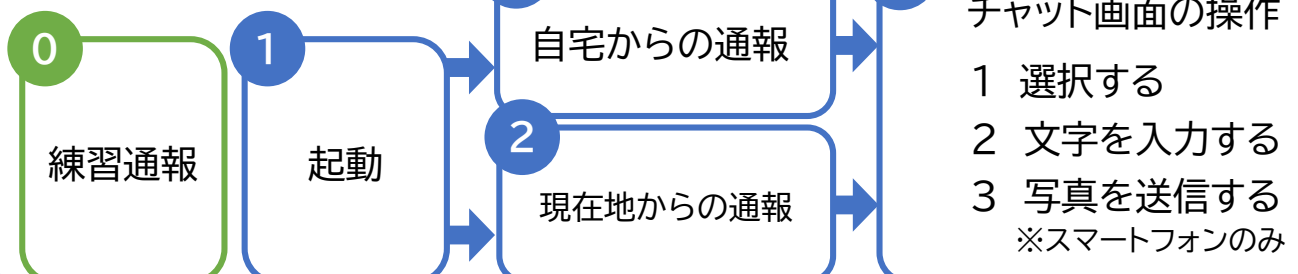 0
練習通報
1
起動
自宅からの通報
2
現在地からの通報
チャット画面の操作
1 選択する
2 文字を入力する
3 写真を送信する
※スマートフォンのみ